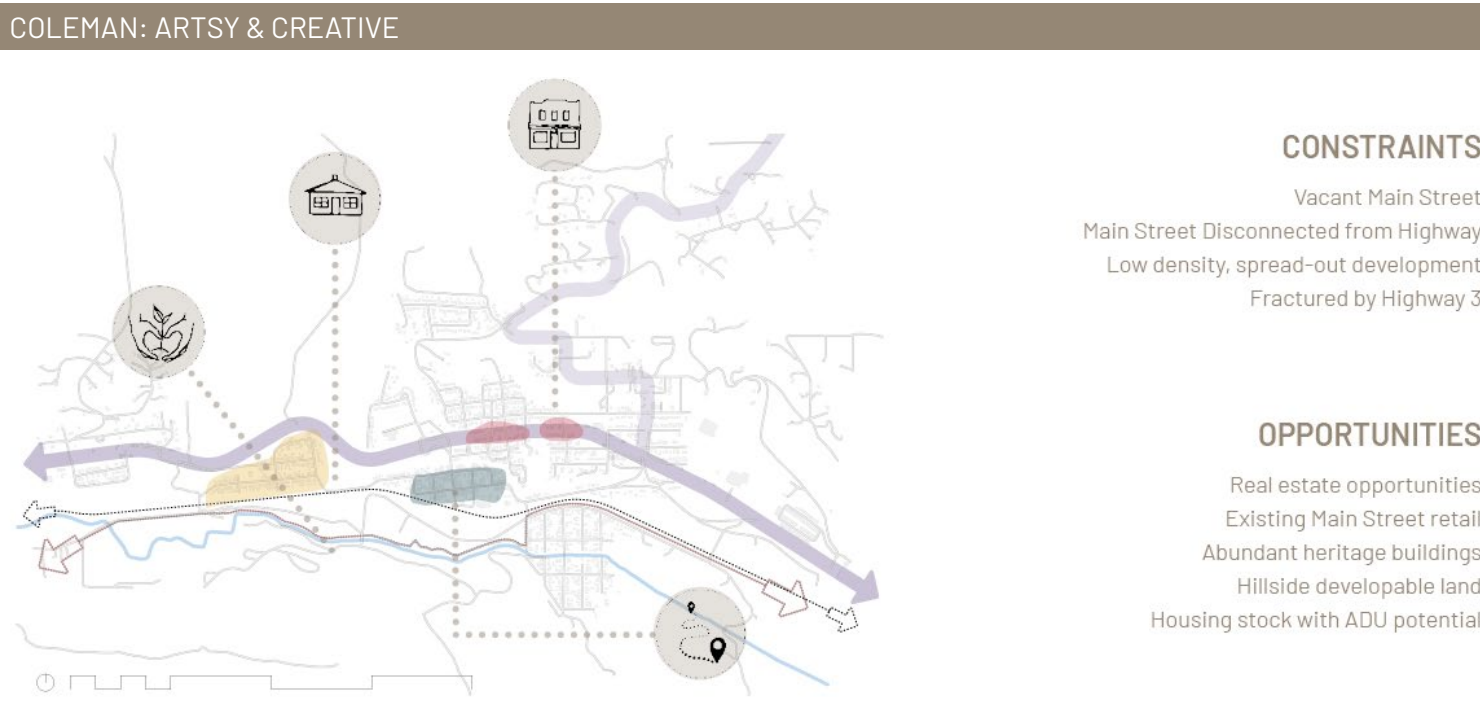 COLEMAN: ARTSY & CREATIVE
CONSTRAINTS
Vacant Main Street
Main Street Disconnected from Highway
Low density, spread-out development
Fractured by Highway 3
OPPORTUNITIES
Real estate opportunities
Existing Main Street retail
Abundant heritage buildings
Hillside developable land
Housing stock with ADU potential